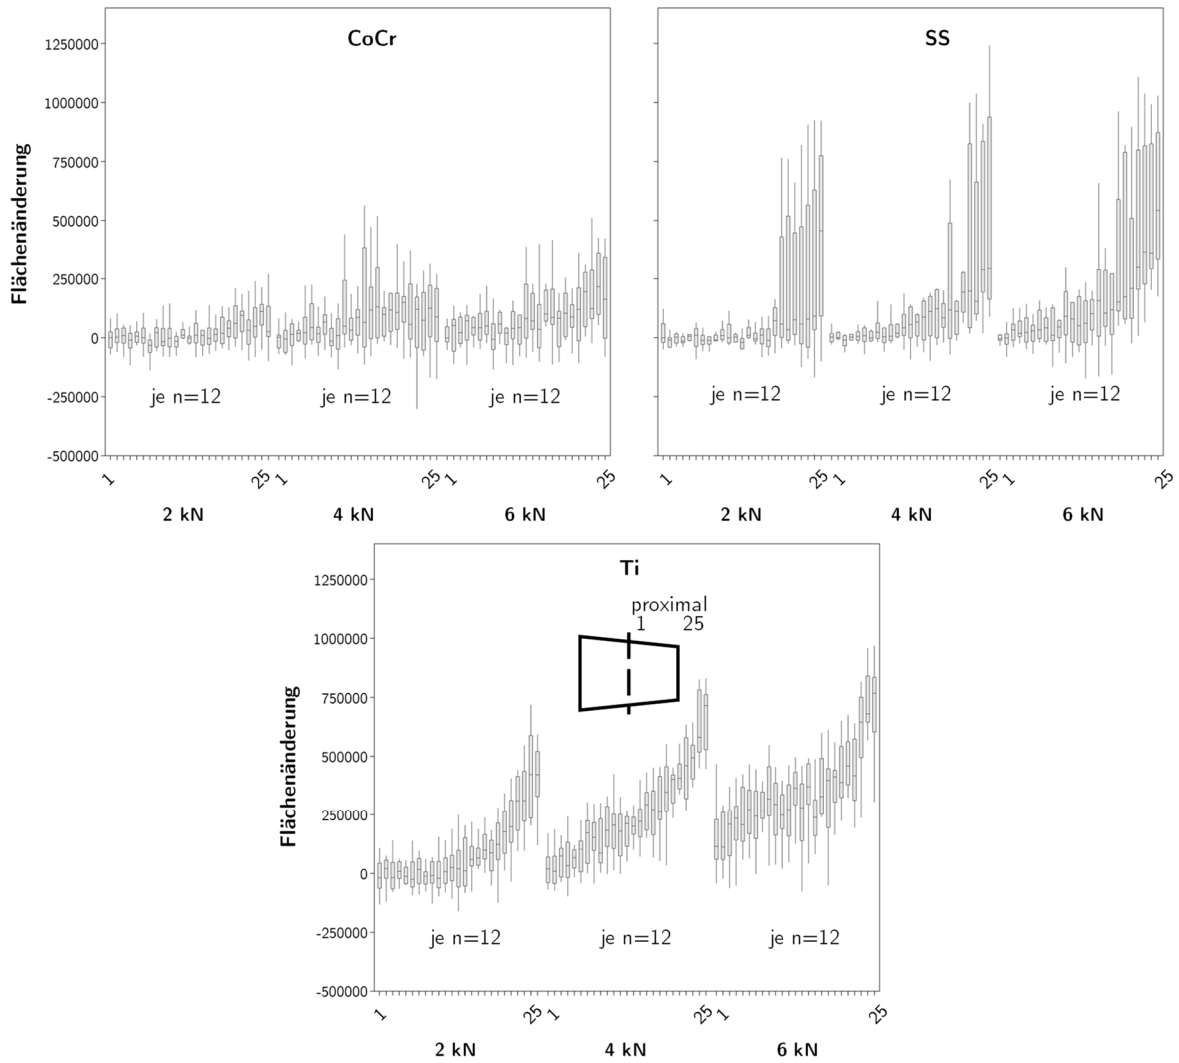 CoCr
Flächenänderung
1250000
1000000
750000
500000
250000
0
-250000
-500000
je n=12 je n=12 je n=12
1 25 1 25 1 25
2 kN 4 kN 6 kN
SS
je n=12 je n=12 je n=12
1 25 1 25 1 25
2 kN 4 kN 6 kN
Ti
proximal
1 25
Flächenänderung
1250000
1000000
750000
500000
250000
0
-250000
-500000
je n=12 je n=12 je n=12
1 25 1 25 1 25
2 kN 4 kN 6 kN